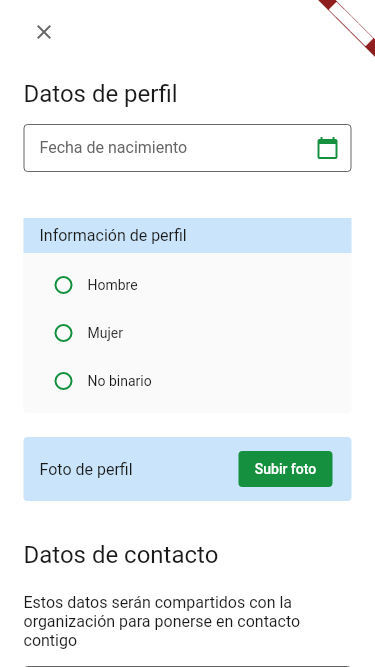 Datos de perfil
Fecha de nacimiento
Información de perfil
Hombre
Mujer
No binario
Foto de perfil
Subir foto
Datos de contacto
Estos datos serán compartidos con la
organización para ponerse en contacto
contigo